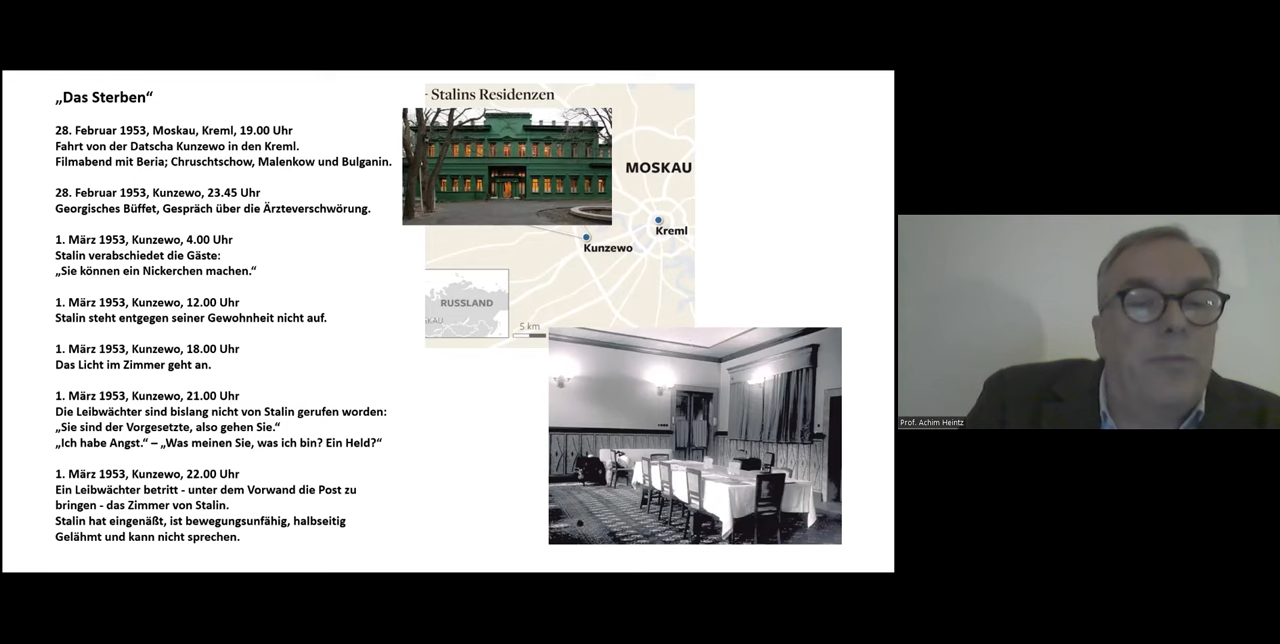 „Das Sterben“
28. Februar 1953, Moskau, Kreml, 19.00 Uhr
Fahrt von der Datscha Kunzewo in den Kreml.
Filmabend mit Beria; Chruschtschow, Malenkow und Bulganin.
28. Februar 1953, Kunzewo, 23.45 Uhr
Georgisches Büffet, Gespräch über die Ärzteverschwörung.
1. März 1953, Kunzewo, 4.00 Uhr
Stalin verabschiedet die Gäste:
„Sie können ein Nickerchen machen.“
1. März 1953, Kunzewo, 12.00 Uhr
Stalin steht entgegen seiner Gewohnheit nicht auf.
1. März 1953, Kunzewo, 18.00 Uhr
Das Licht im Zimmer geht an.
1. März 1953, Kunzewo, 21.00 Uhr
Die Leibwächter sind bislang nicht von Stalin gerufen worden:
„Sie sind der Vorgesetzte, also gehen Sie.“
„Ich habe Angst.“ – „Was meinen Sie, was ich bin? Ein Held?“
1. März 1953, Kunzewo, 22.00 Uhr
Ein Leibwächter betritt - unter dem Vorwand die Post zu
bringen - das Zimmer von Stalin.
Stalin hat eingenäßt, ist bewegungsunfähig, halbseitig
Gelähmt und kann nicht sprechen.
- Stalins Residenzen
MOSKAU
Kreml
Kunzewo
RUSSLAND
SKAU
5 km
Prof. Achim Heintz